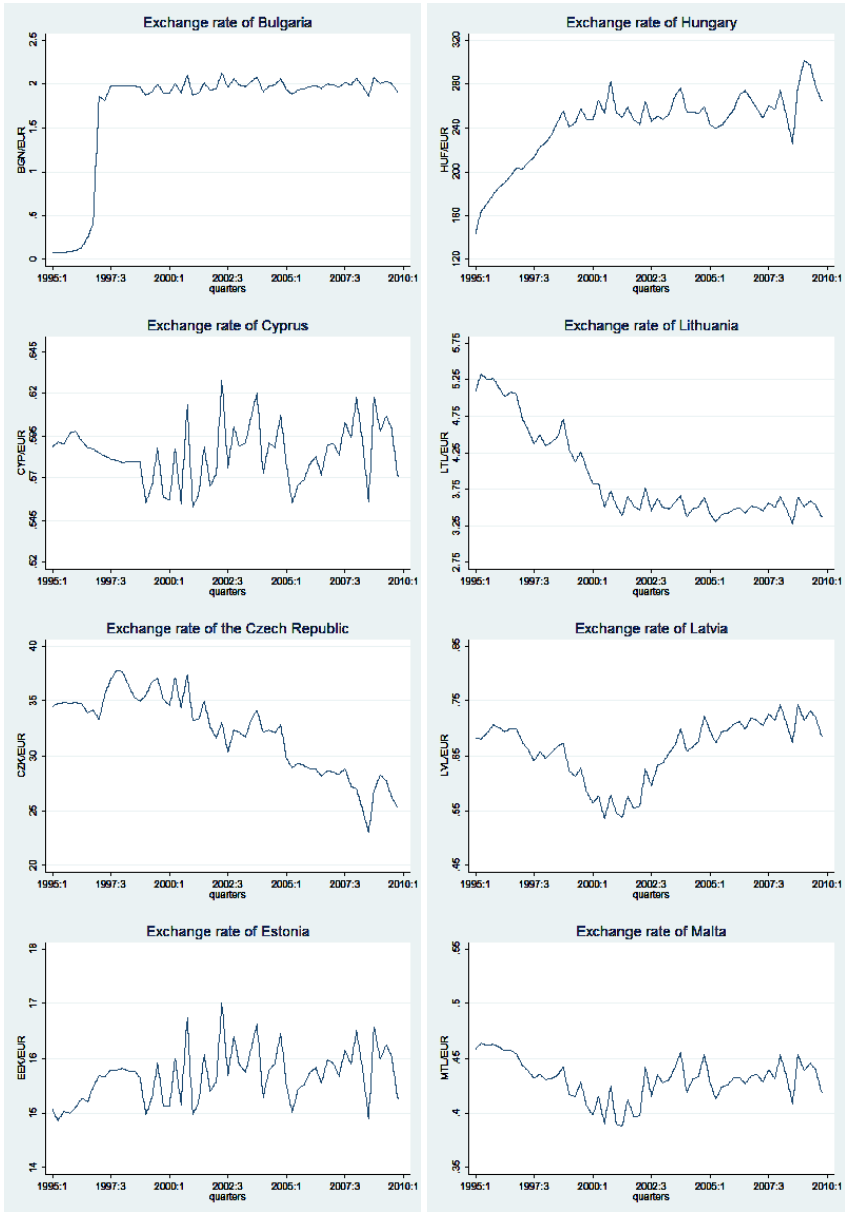 Exchange rate of Bulgaria
BGN/EUR
2.5
2
1.5
1
.5
0
1995:1 1997:3 2000:1 2002:3 2005:1 2007:3 2010:1
quarters
Exchange rate of Hungary
HUF/EUR
320
280
240
200
160
120
1995:1 1997:3 2000:1 2002:3 2005:1 2007:3 2010:1
quarters
Exchange rate of Cyprus
CYP/EUR
.645
.62
.595
.57
.545
.52
1995:1 1997:3 2000:1 2002:3 2005:1 2007:3 2010:1
quarters
Exchange rate of Lithuania
LTL/EUR
5.75
5.25
4.75
4.25
3.75
3.25
2.75
1995:1 1997:3 2000:1 2002:3 2005:1 2007:3 2010:1
quarters
Exchange rate of the Czech Republic
CZK/EUR
40
35
30
25
20
1995:1 1997:3 2000:1 2002:3 2005:1 2007:3 2010:1
quarters
Exchange rate of Latvia
LVL/EUR
.85
.75
.65
.55
.45
1995:1 1997:3 2000:1 2002:3 2005:1 2007:3 2010:1
quarters
Exchange rate of Estonia
EEK/EUR
18
17
16
15
14
1995:1 1997:3 2000:1 2002:3 2005:1 2007:3 2010:1
quarters
Exchange rate of Malta
MTL/EUR
.55
.5
.45
.4
.35
1995:1 1997:3 2000:1 2002:3 2005:1 2007:3 2010:1
quarters